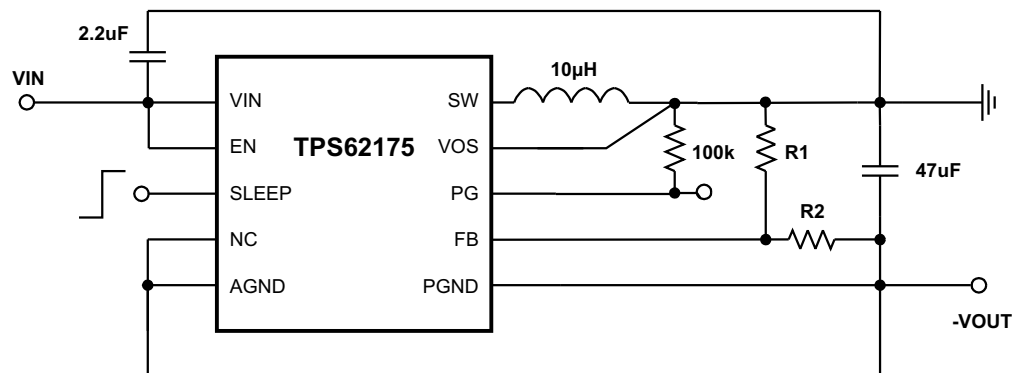 2.2uF
10µH
VIN
VIN
SW
TPS62175
EN
VOS
100k
R1
47uF
SLEEP
PG
R2
NC
FB
AGND
PGND
-VOUT